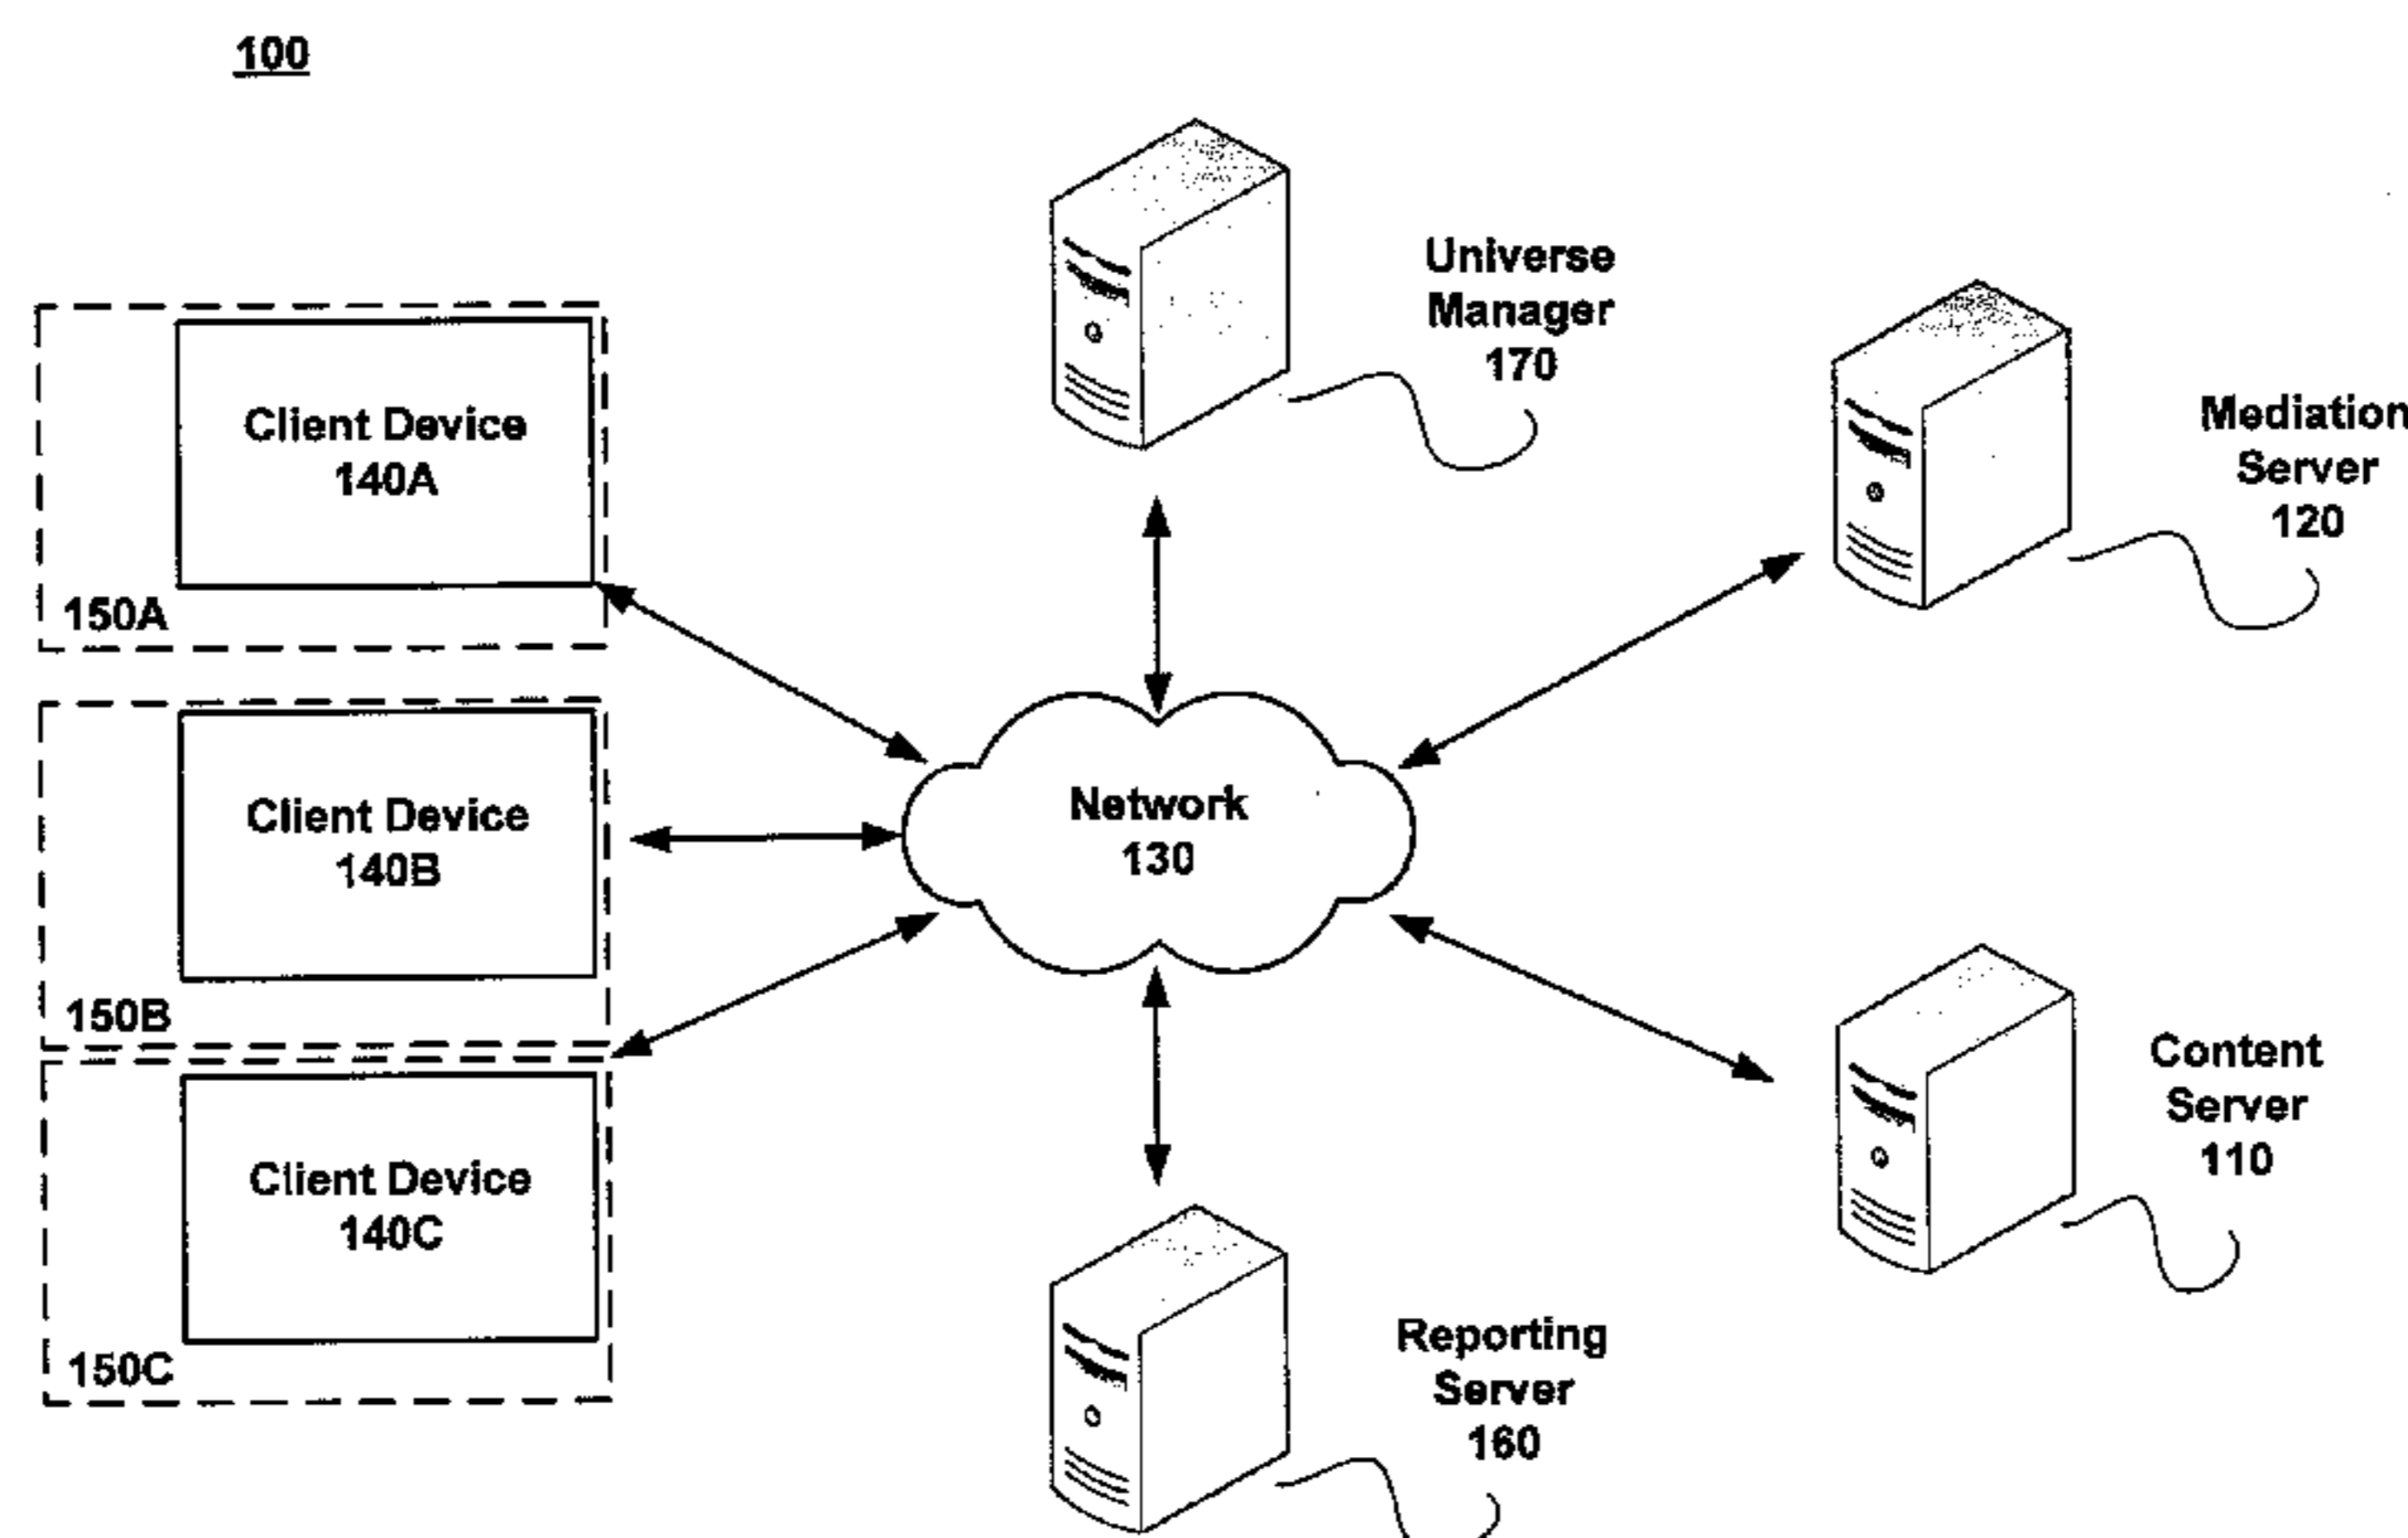 100
Universe
Manager
170
Mediation
Server
120
Client Device
140A
150A
Client Device
140B
150B
Network
130
Client Device
140C
150C
Content
Server
110
Reporting
Server
160